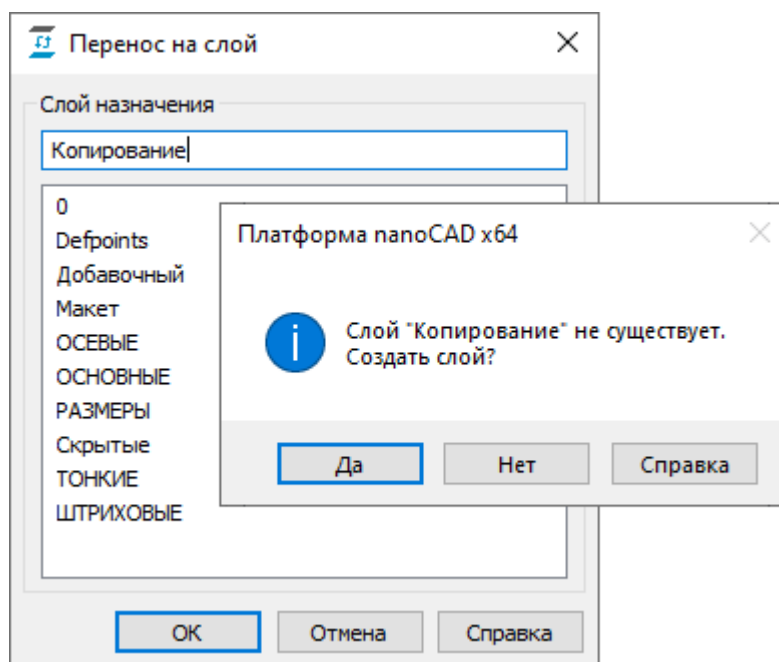 Перенос на слой
Слой назначения
Копирование
0
Defpoints
Добавочный
Макет
ОСЕВЫЕ
ОСНОВНЫЕ
РАЗМЕРЫ
Скрытые
ТОНКИЕ
ШТРИХОВЫЕ
Платформа nanoCAD x64
Слой "Копирование" не существует.
Создать слой?
Да Нет Справка
ОК Отмена Справка